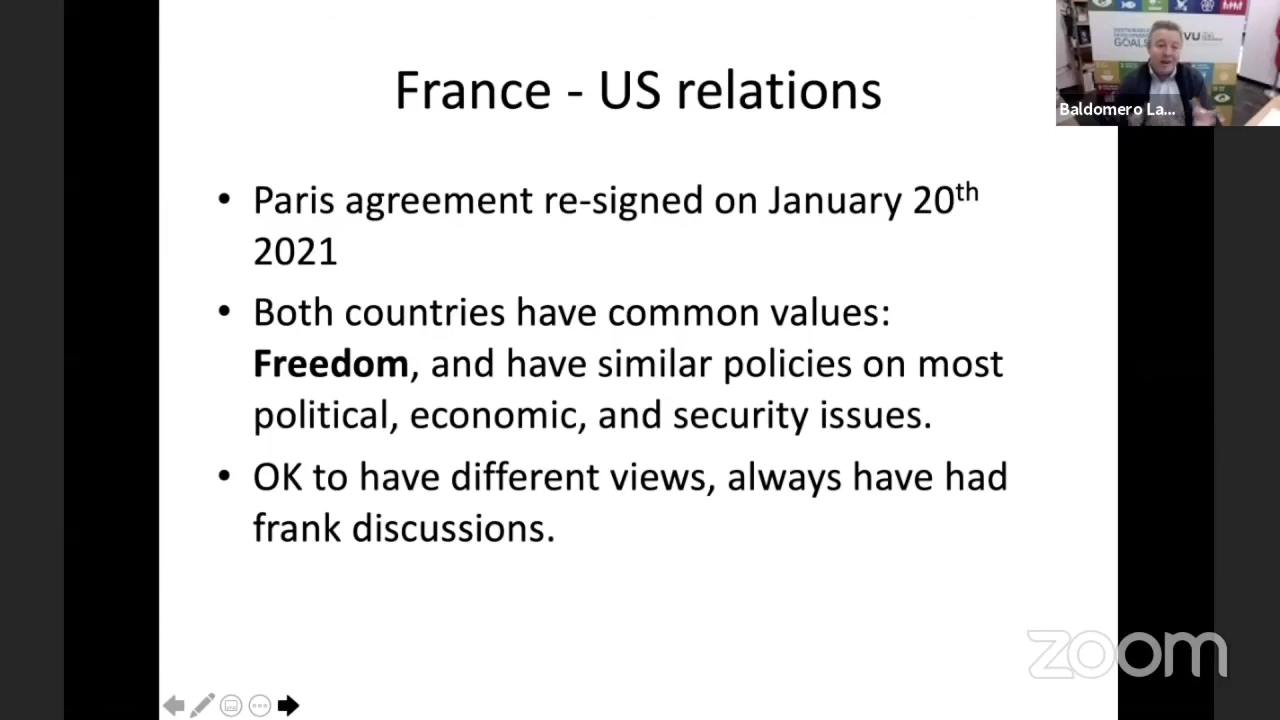 France - US relations
• Paris agreement re-signed on January 20th
2021
• Both countries have common values:
Freedom, and have similar policies on most
political, economic, and security issues.
• OK to have different views, always have had
frank discussions.
GOALS
VU
Baldomero La...
zoom